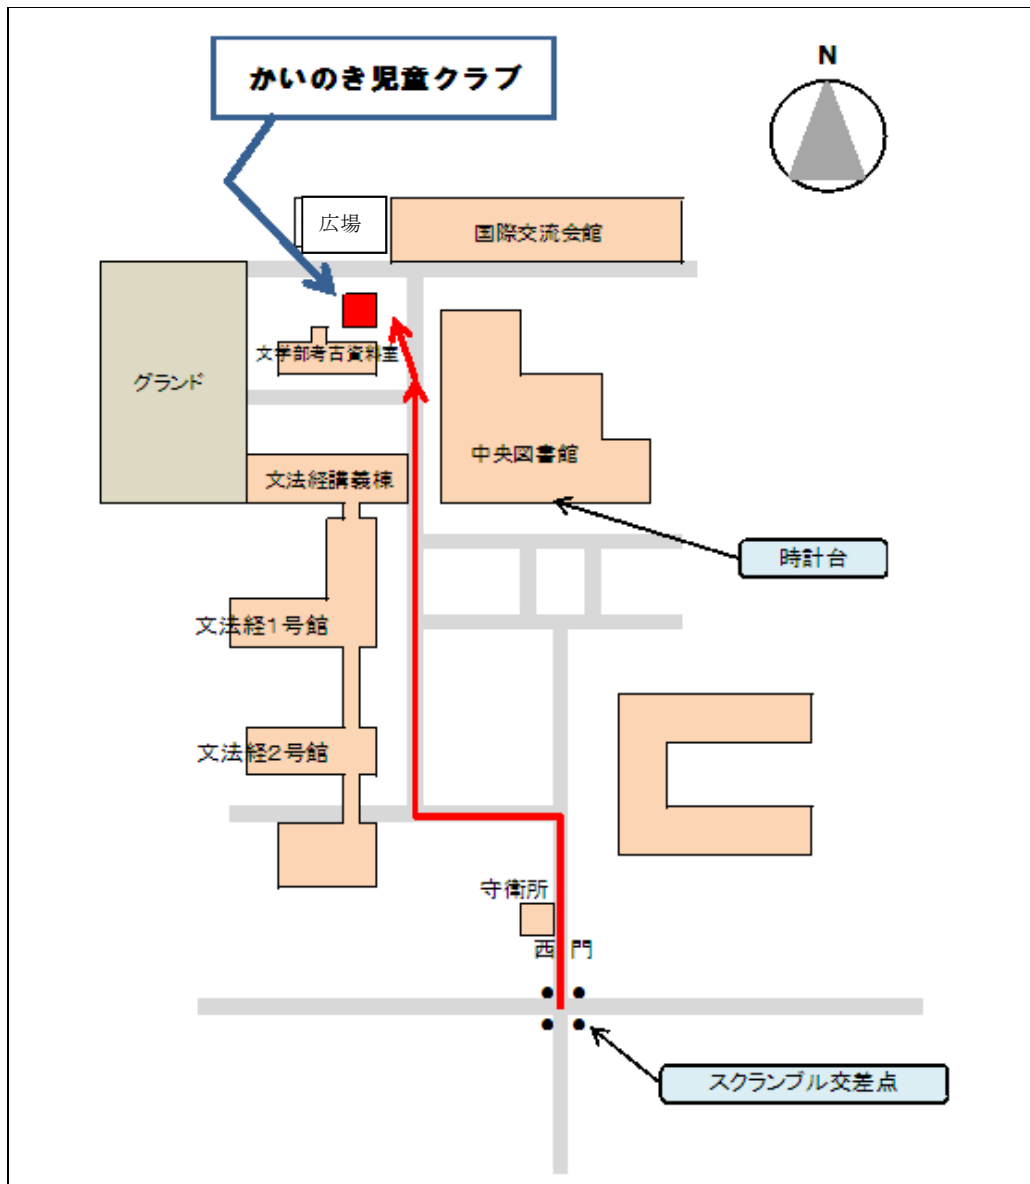 N
かいのき児童クラブ
広場
国際交流会館
文学部考古資料室
グランド
中央図書館
文法経講義棟
時計台
文法経1号館
文法経2号館
守衛所
西 門
スクランブル交差点